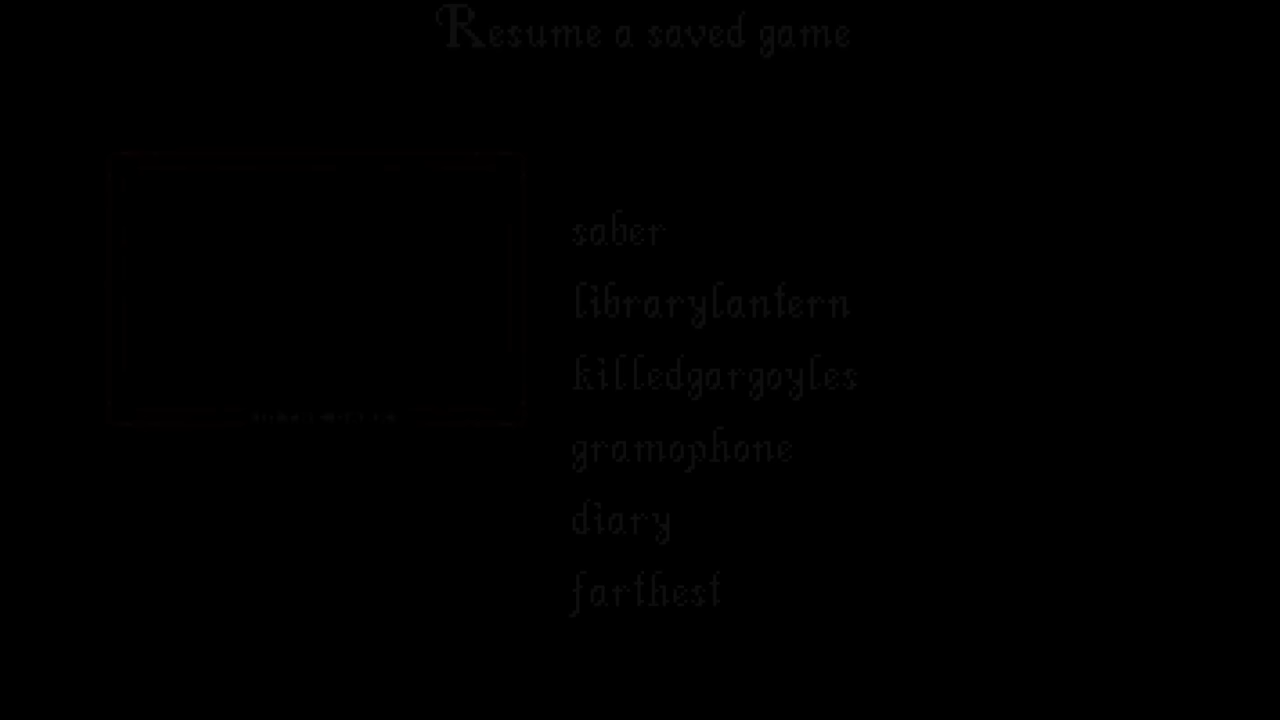 Resume a saved game
saber
librarylantern
killedgargoyles
gramophone
diary
farthest